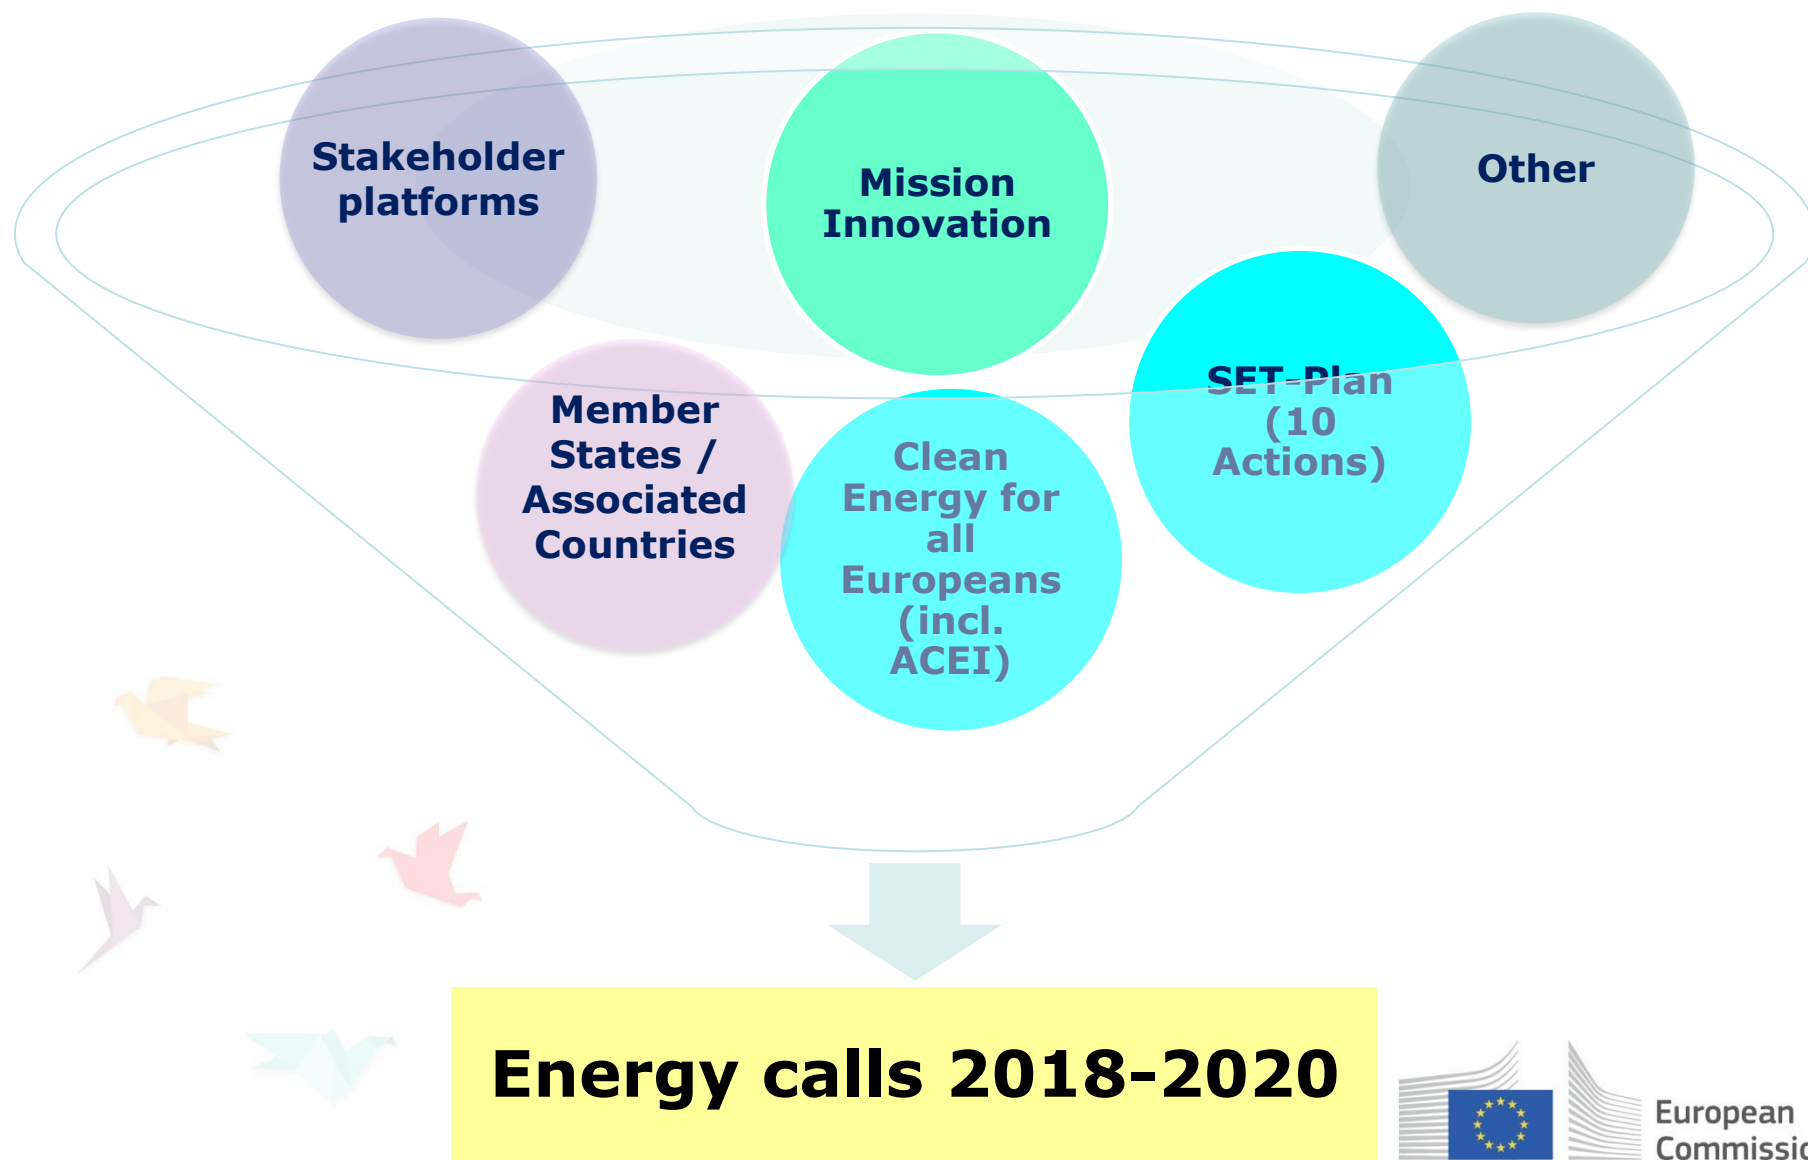 Stakeholder
platforms
Mission
Innovation
Other
Member
States /
Associated
Countries
Clean
Energy for
all
Europeans
(incl.
ACEI)
SET-Plan
(10
Actions)
Energy calls 2018-2020
European
Commissio